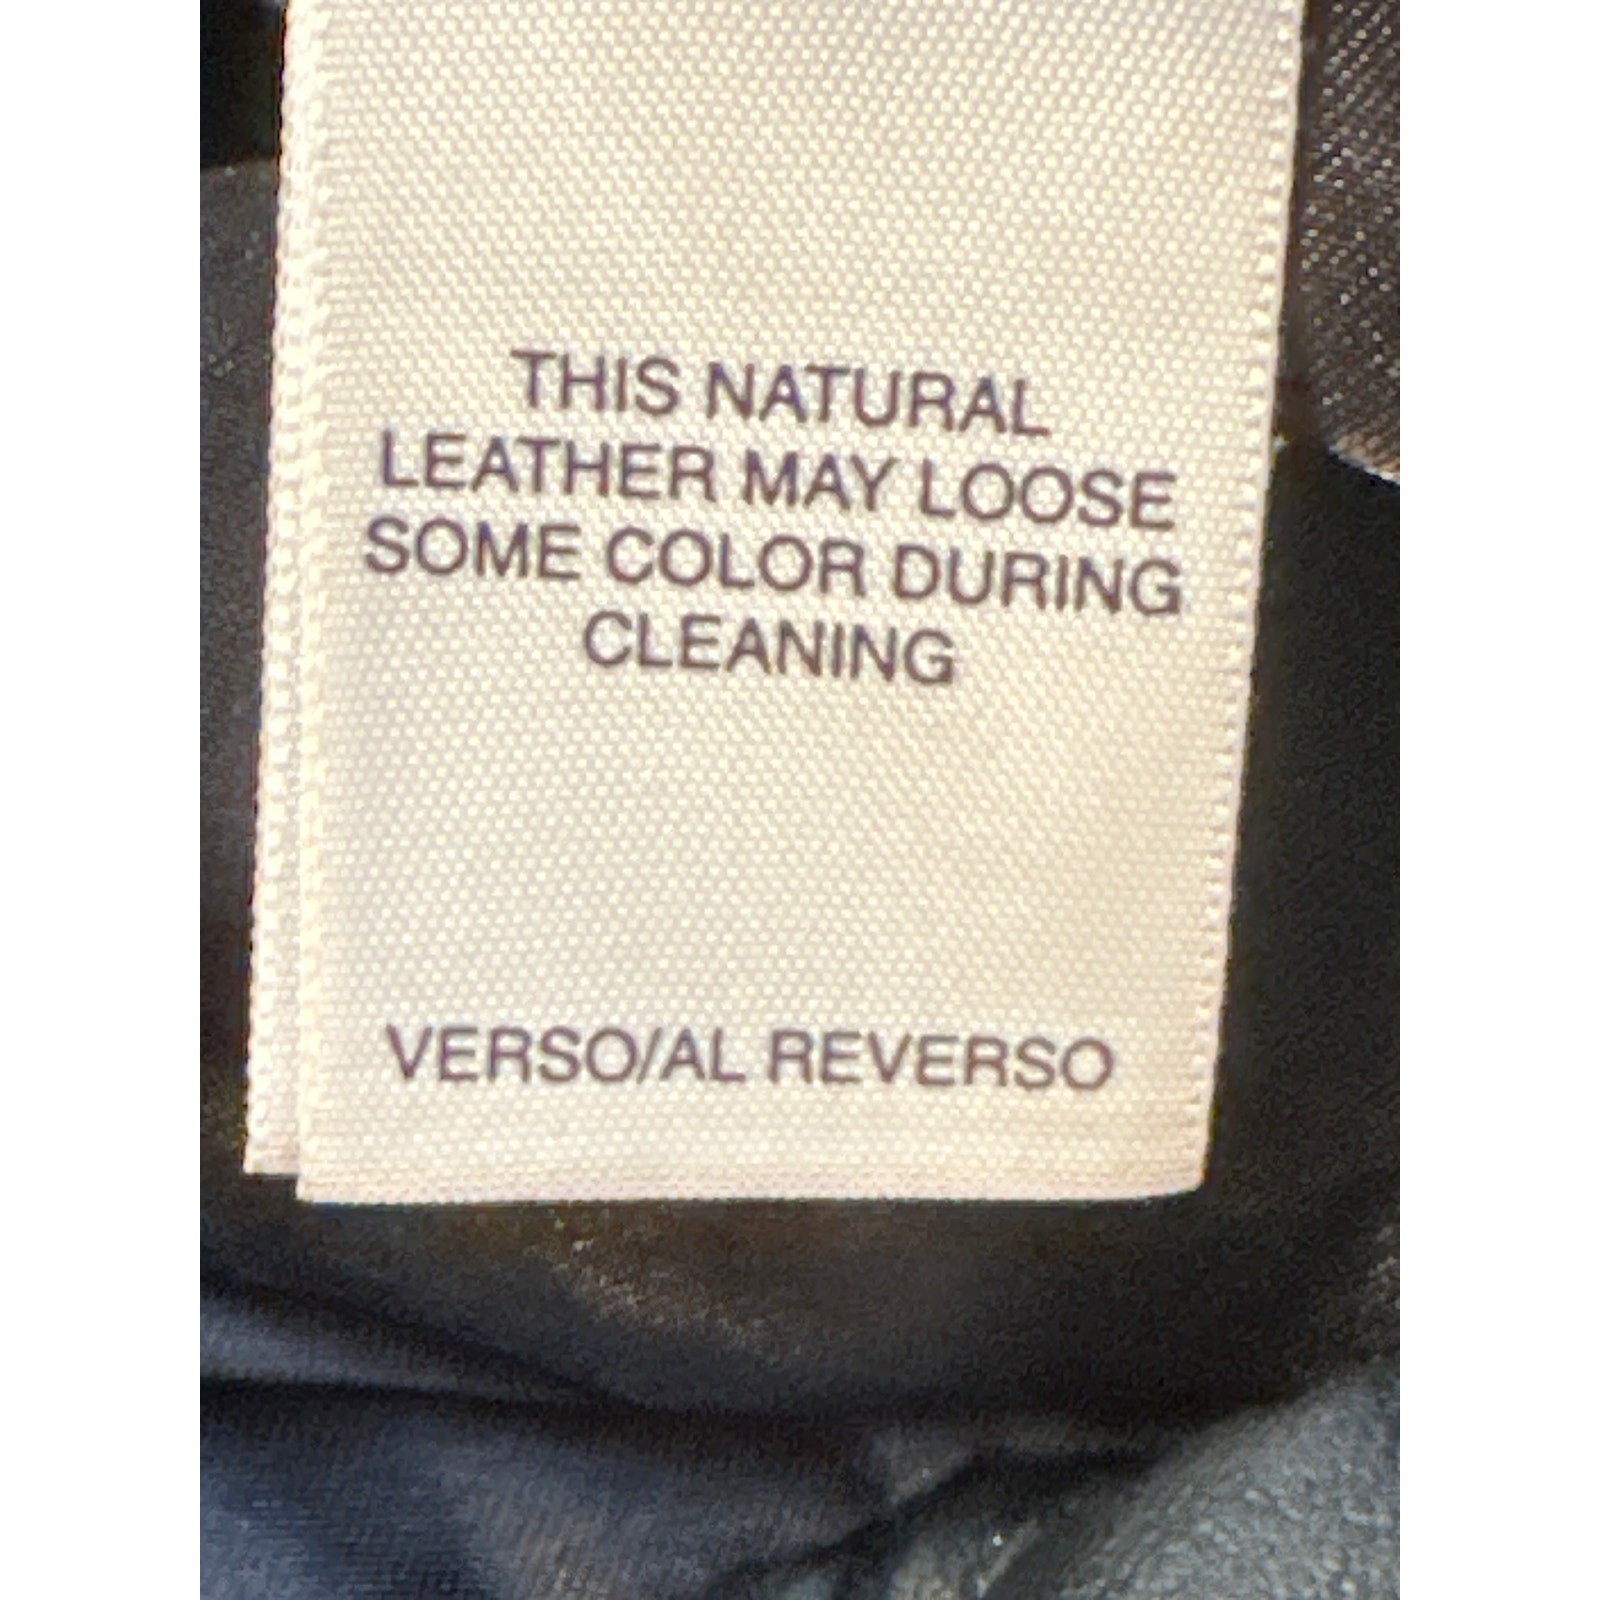 THIS NATURAL
LEATHER MAY LOOSE
SOME COLOR DURING
CLEANING
VERSO/AL REVERSO